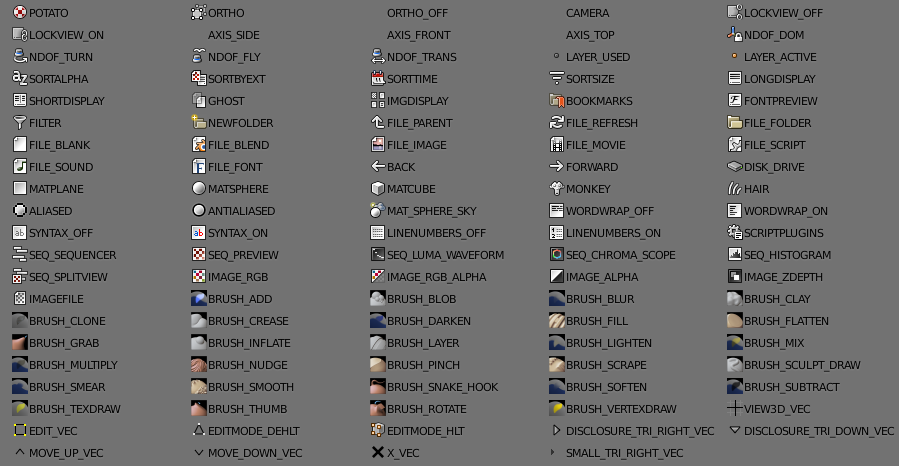 POTATO ORTHO ORTHO_OFF CAMERA LOCKVIEW_OFF
LOCKVIEW_ON AXIS_SIDE AXIS_FRONT AXIS_TOP NDOF_DOM
NDOF_TURN NDOF_FLY NDOF_TRANS LAYER_USED LAYER_ACTIVE
SORTALPHA SORTBYEXT SORTTIME SORTSIZE LONGDISPLAY
SHORTDISPLAY GHOST IMGDISPLAY BOOKMARKS FONTPREVIEW
FILTER NEWFOLDER FILE_PARENT FILE_REFRESH FILE_FOLDER
FILE_BLANK FILE_BLEND FILE_IMAGE FILE_MOVIE FILE_SCRIPT
FILE_SOUND FILE_FONT BACK FORWARD DISK_DRIVE
MATPLANE MATSPHERE MATCUBE MONKEY HAIR
ALIASED ANTIALIASED MAT_SPHERE_SKY WORDWRAP_OFF WORDWRAP_ON
SYNTAX_OFF SYNTAX_ON LINENUMBERS_OFF LINENUMBERS_ON SCRIPTPLUGINS
SEQ_SEQUENCER SEQ_PREVIEW SEQ_LUMA_WAVEFORM SEQ_CHROMA_SCOPE SEQ_HISTOGRAM
SEQ_SPLITVIEW IMAGE_RGB IMAGE_RGB_ALPHA IMAGE_ALPHA IMAGE_ZDEPTH
IMAGEFILE BRUSH_ADD BRUSH_BLOB BRUSH_BLUR BRUSH_CLAY
BRUSH_CLONE BRUSH_CREASE BRUSH_DARKEN BRUSH_FILL BRUSH_FLATTEN
BRUSH_GRAB BRUSH_INFLATE BRUSH_LAYER BRUSH_LIGHTEN BRUSH_MIX
BRUSH_MULTIPLY BRUSH_NUDGE BRUSH_PINCH BRUSH_SCRAPE BRUSH_SCULPT_DRAW
BRUSH_SMEAR BRUSH_SMOOTH BRUSH_SNAKE_HOOK BRUSH_SOFTEN BRUSH_SUBTRACT
BRUSH_TEXDRAW BRUSH_THUMB BRUSH_ROTATE BRUSH_VERTEXDRAW VIEW3D_VEC
EDIT_VEC EDITMODE_DEHLT EDITMODE_HLT DISCLOSURE_TRI_RIGHT_VEC DISCLOSURE_TRI_DOWN_VEC
MOVE_UP_VEC MOVE_DOWN_VEC X_VEC SMALL_TRI_RIGHT_VEC